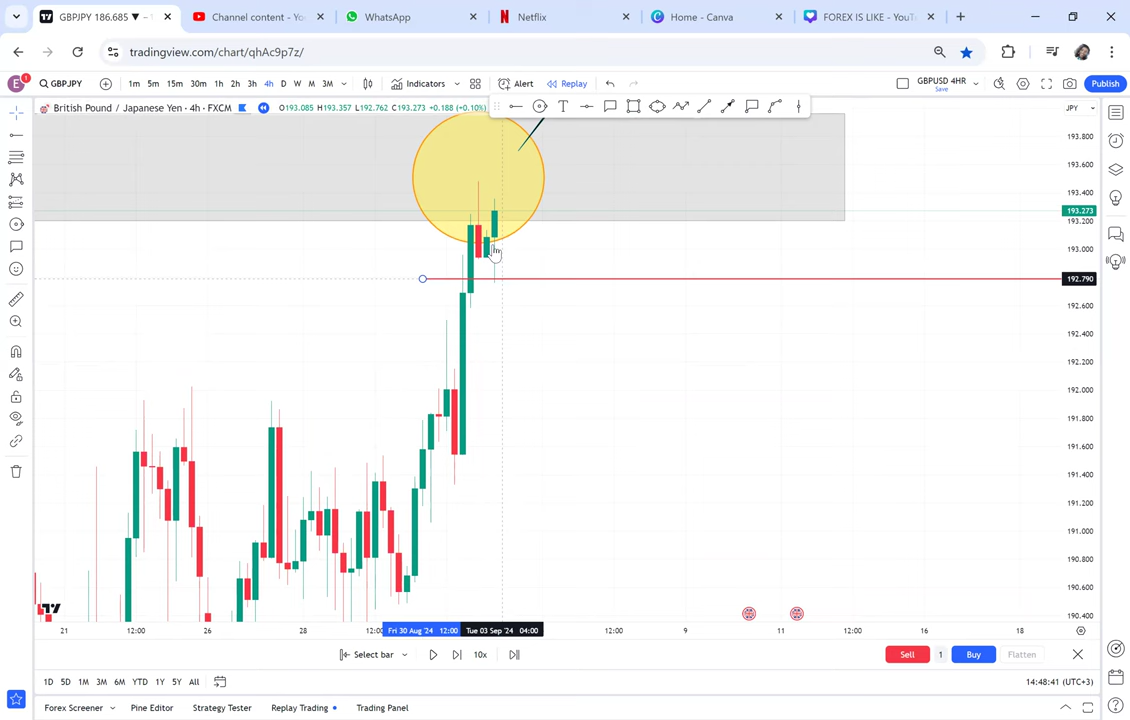 GBPJPY 186.685 ▼
Channel content - Yo
WhatsApp
Netflix
Home - Canva
FOREX IS LIKE - YouT
tradingview.com/chart/qhAc9p7z/
E 1 GBPJPY 1m 5m 15m 30m 1h 2h 3h 4h D W M 3M Indicators Alert Replay GBPUSD 4HR Save Publish
British Pound / Japanese Yen · 4h · FXCM O193.085 H193.357 L192.762 C193.273 +0.188 (+0.10%) JPY
193.800
193.600
193.400
193.273
193.200
193.000
192.790
192.600
192.400
192.200
192.000
191.800
191.600
191.400
191.200
191.000
190.800
190.600
190.400
21 12:00 26 28 12:00 Fri 30 Aug '24 12:00 Tue 03 Sep '24 04:00 12:00 9 11 12:00 16 18
Select bar 10x Sell 1 Buy Flatten
1D 5D 1M 3M 6M YTD 1Y 5Y All 14:48:41 (UTC+3)
Forex Screener Pine Editor Strategy Tester Replay Trading Trading Panel